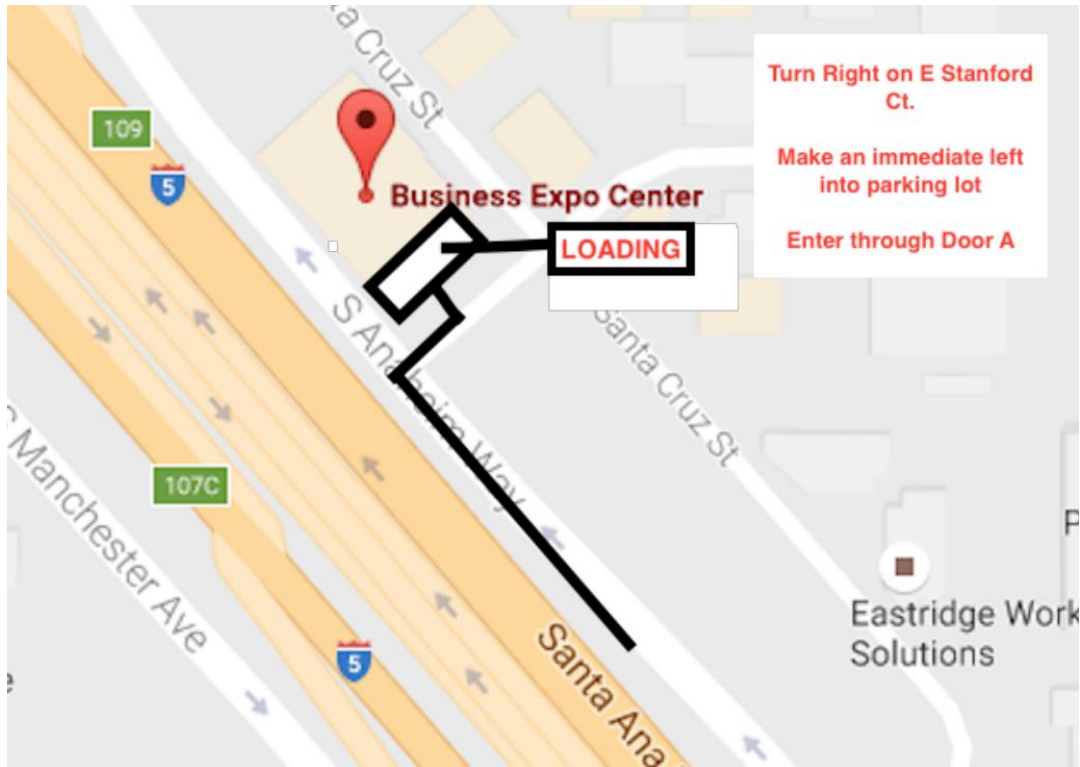 ta Cruz St
109
5
Business Expo Center
LOADING
Turn Right on E Stanford
Ct.
Make an immediate left
into parking lot
Enter through Door A
S Anaheim Way
Santa Cruz St
107C
Manchester Ave
5
Santa Ana
Eastridge Work
Solutions